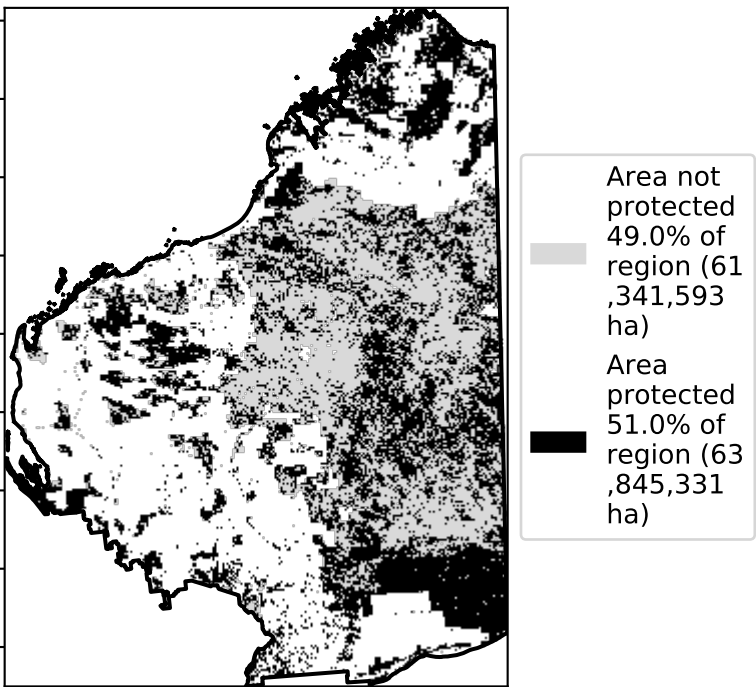 Area not
protected
49.0% of
region (61
,341,593
ha)
Area
protected
51.0% of
region (63
,845,331
ha)